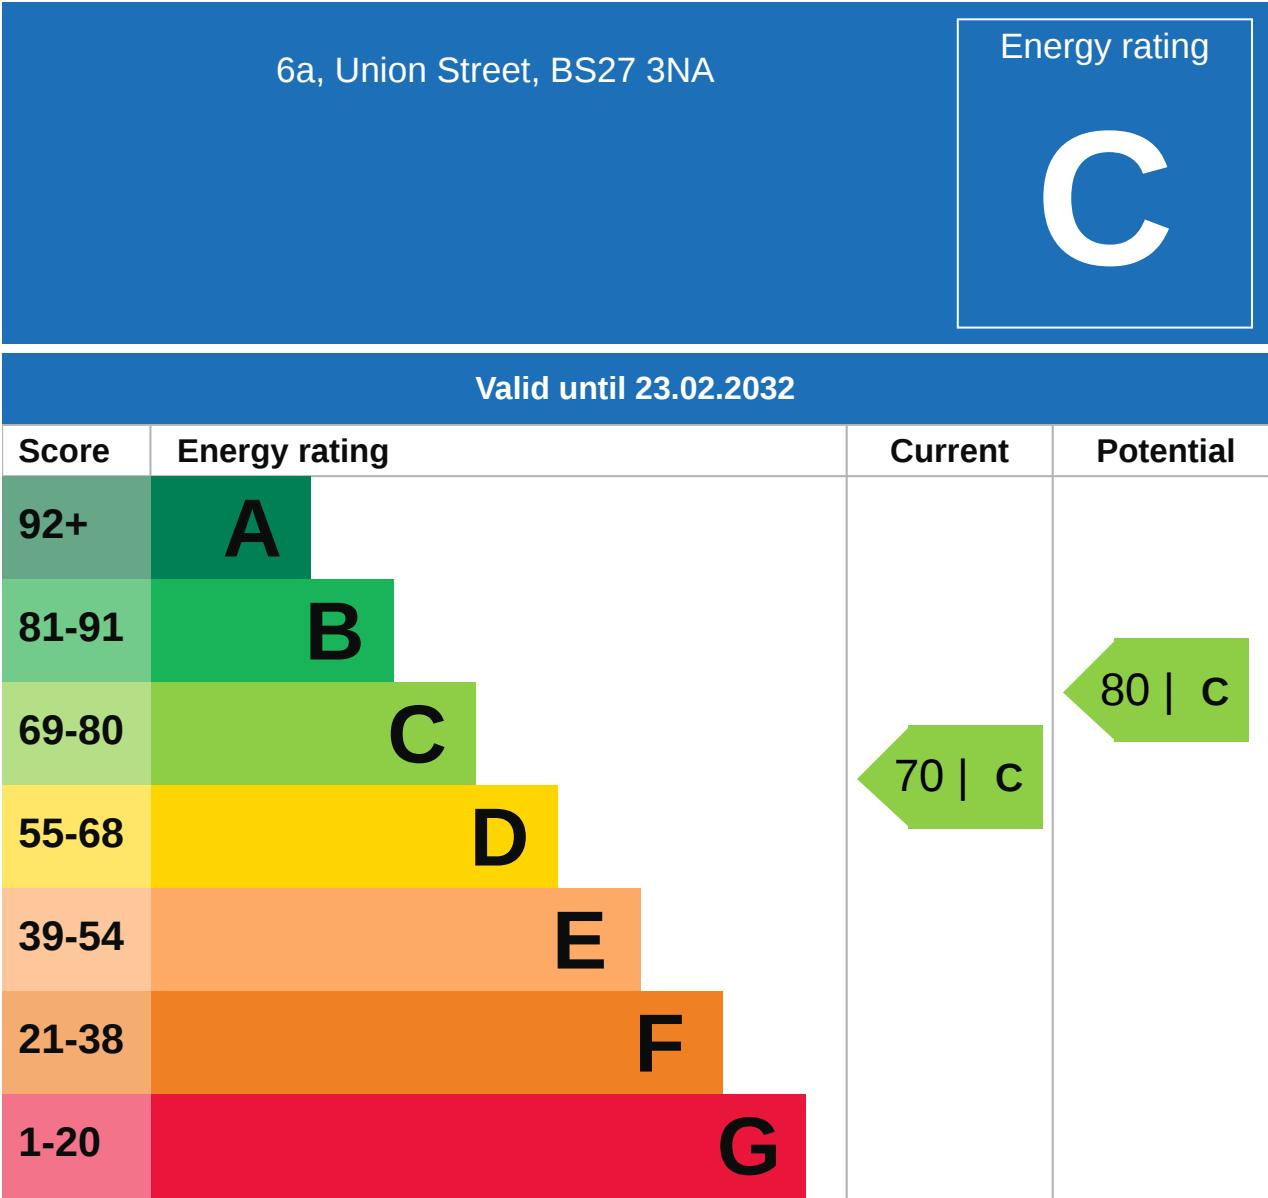 6a, Union Street, BS27 3NA
Energy rating
C
Valid until 23.02.2032
Score Energy rating Current Potential
92+ A
81-91 B
69-80 C
80 | C
70 | C
55-68 D
39-54 E
21-38 F
1-20 G